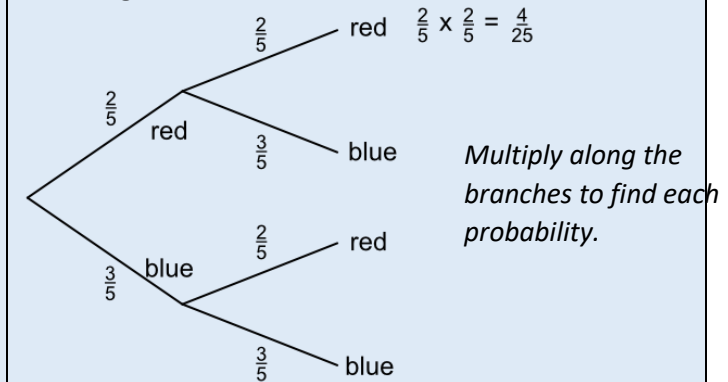 2/5 red 2/5 x 2/5 = 4/25
2/5
red
3/5 blue
Multiply along the
branches to find each
probability.
2/5 red
blue
3/5
3/5 blue